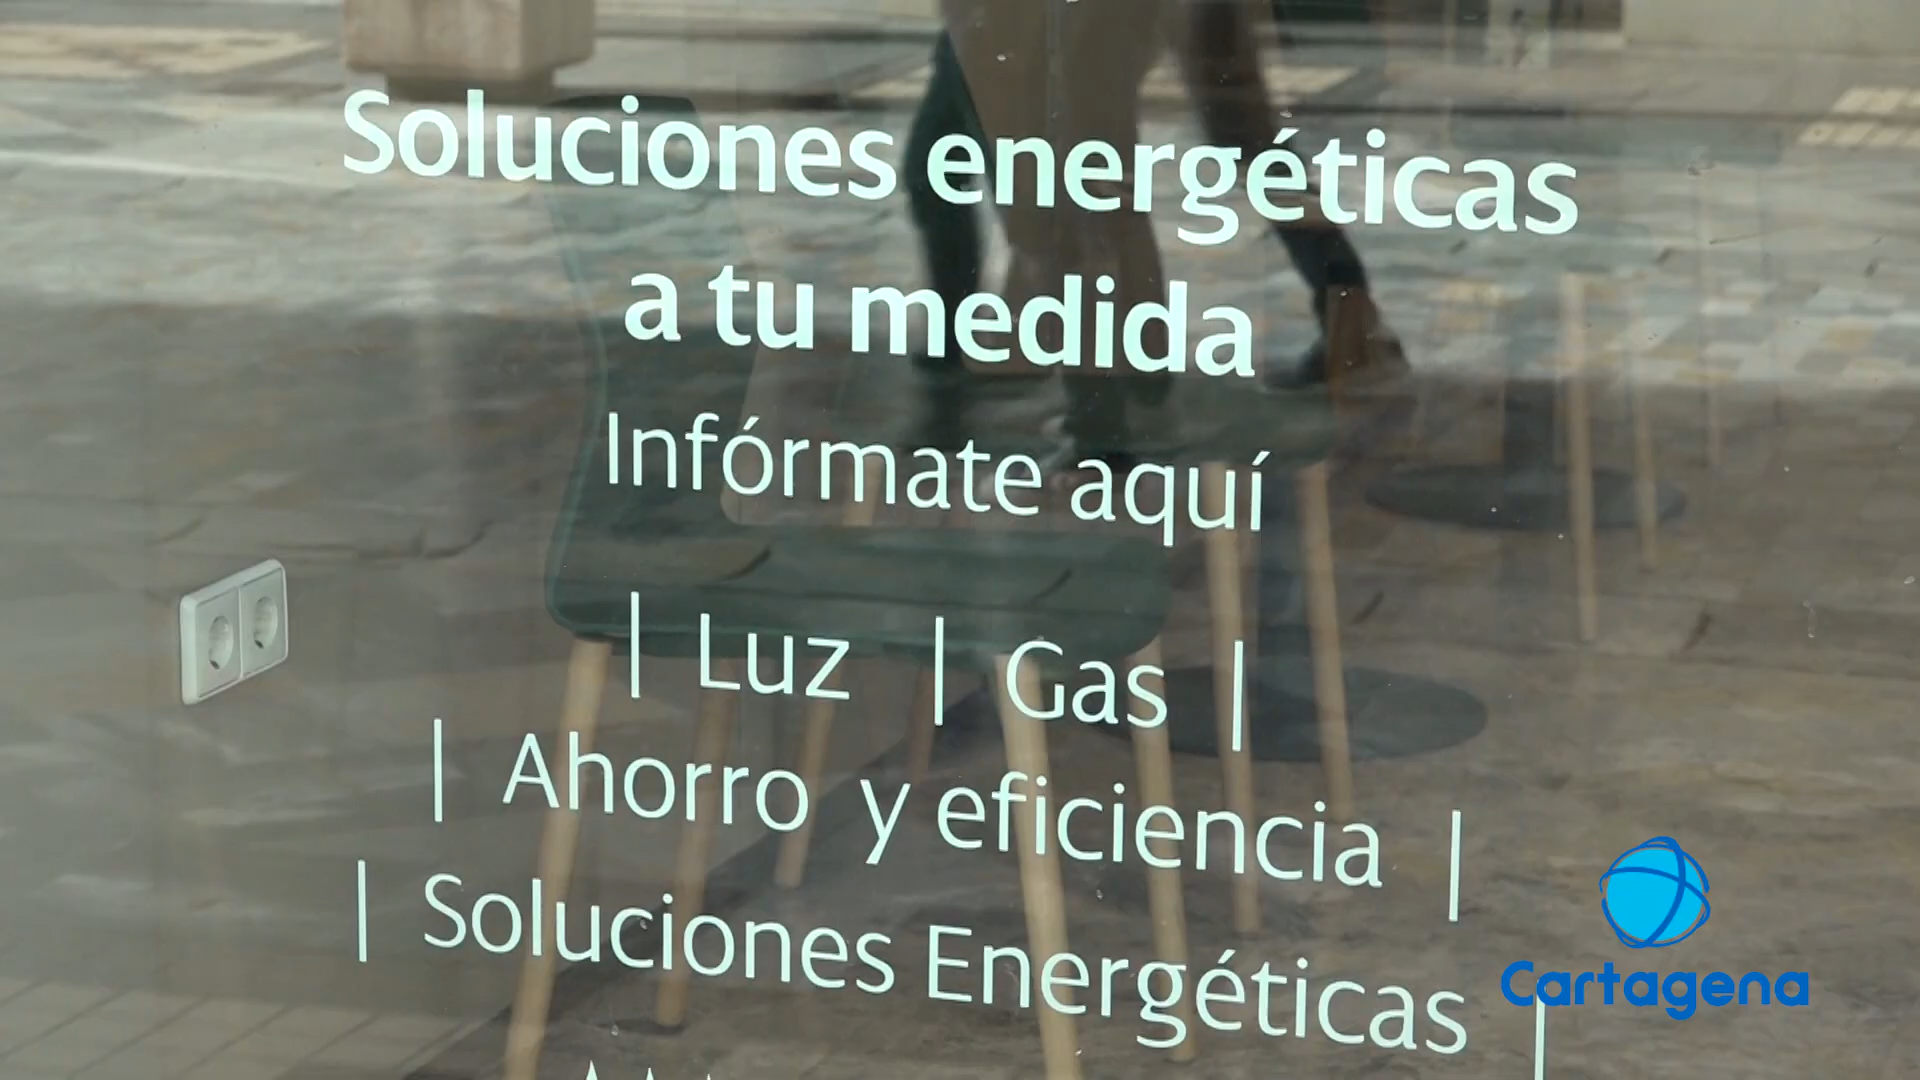 Soluciones energéticas
a tu medida
Infórmate aquí
| Luz | Gas |
| Ahorro y eficiencia |
| Soluciones Energéticas |
Cartagena